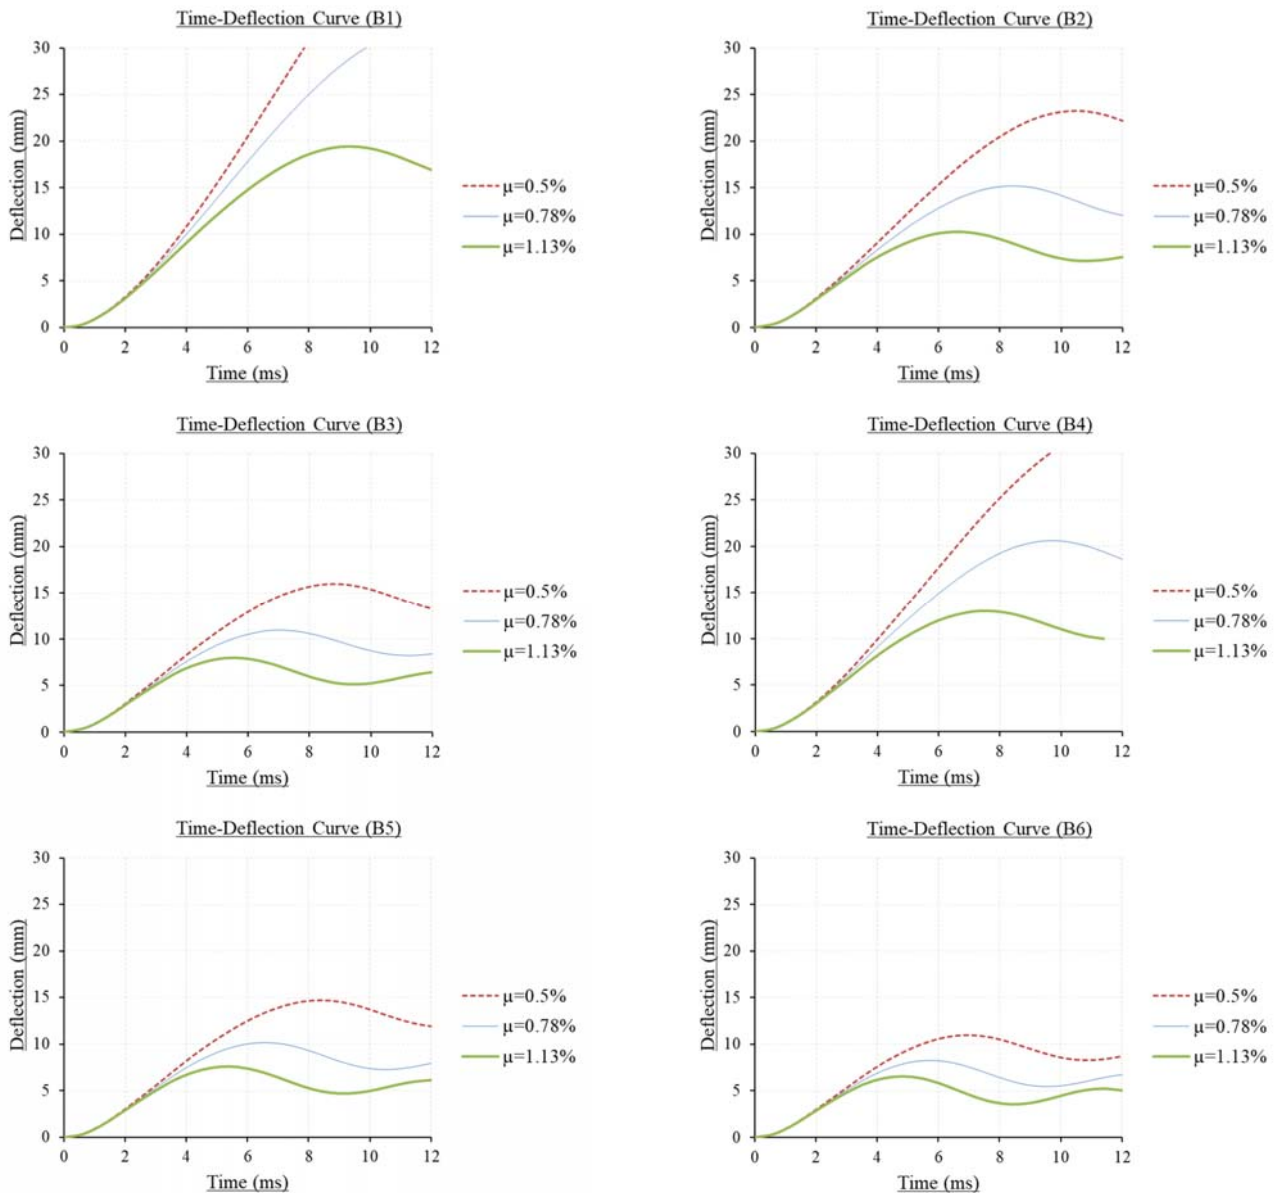 Time-Deflection Curve (B1)
30
25
20
15
10
5
0
Deflection (mm)
0 2 4 6 8 10 12
Time (ms)
µ=0.5%
µ=0.78%
µ=1.13%
Time-Deflection Curve (B2)
30
25
20
15
10
5
0
Deflection (mm)
0 2 4 6 8 10 12
Time (ms)
µ=0.5%
µ=0.78%
µ=1.13%
Time-Deflection Curve (B3)
30
25
20
15
10
5
0
Deflection (mm)
0 2 4 6 8 10 12
Time (ms)
µ=0.5%
µ=0.78%
µ=1.13%
Time-Deflection Curve (B4)
30
25
20
15
10
5
0
Deflection (mm)
0 2 4 6 8 10 12
Time (ms)
µ=0.5%
µ=0.78%
µ=1.13%
Time-Deflection Curve (B5)
30
25
20
15
10
5
0
Deflection (mm)
0 2 4 6 8 10 12
Time (ms)
µ=0.5%
µ=0.78%
µ=1.13%
Time-Deflection Curve (B6)
30
25
20
15
10
5
0
Deflection (mm)
0 2 4 6 8 10 12
Time (ms)
µ=0.5%
µ=0.78%
µ=1.13%